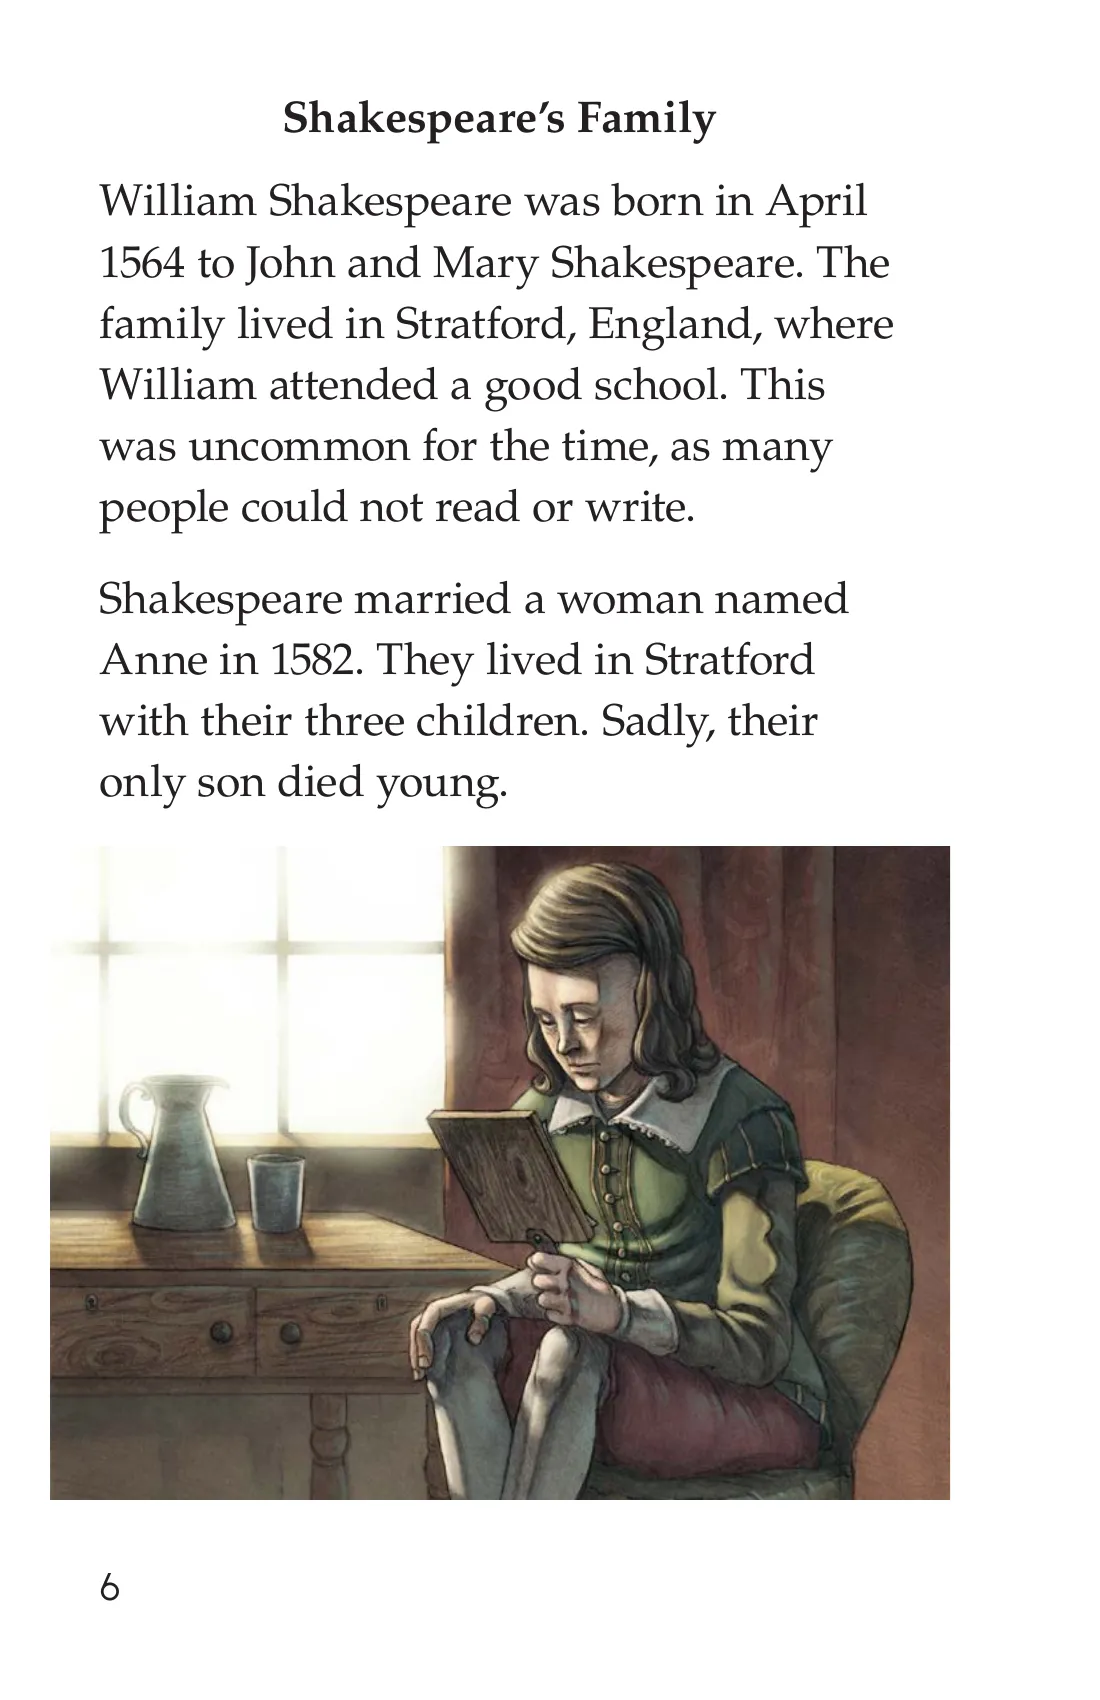 Shakespeare’s Family
William Shakespeare was born in April
1564 to John and Mary Shakespeare. The
family lived in Stratford, England, where
William attended a good school. This
was uncommon for the time, as many
people could not read or write.
Shakespeare married a woman named
Anne in 1582. They lived in Stratford
with their three children. Sadly, their
only son died young.
6